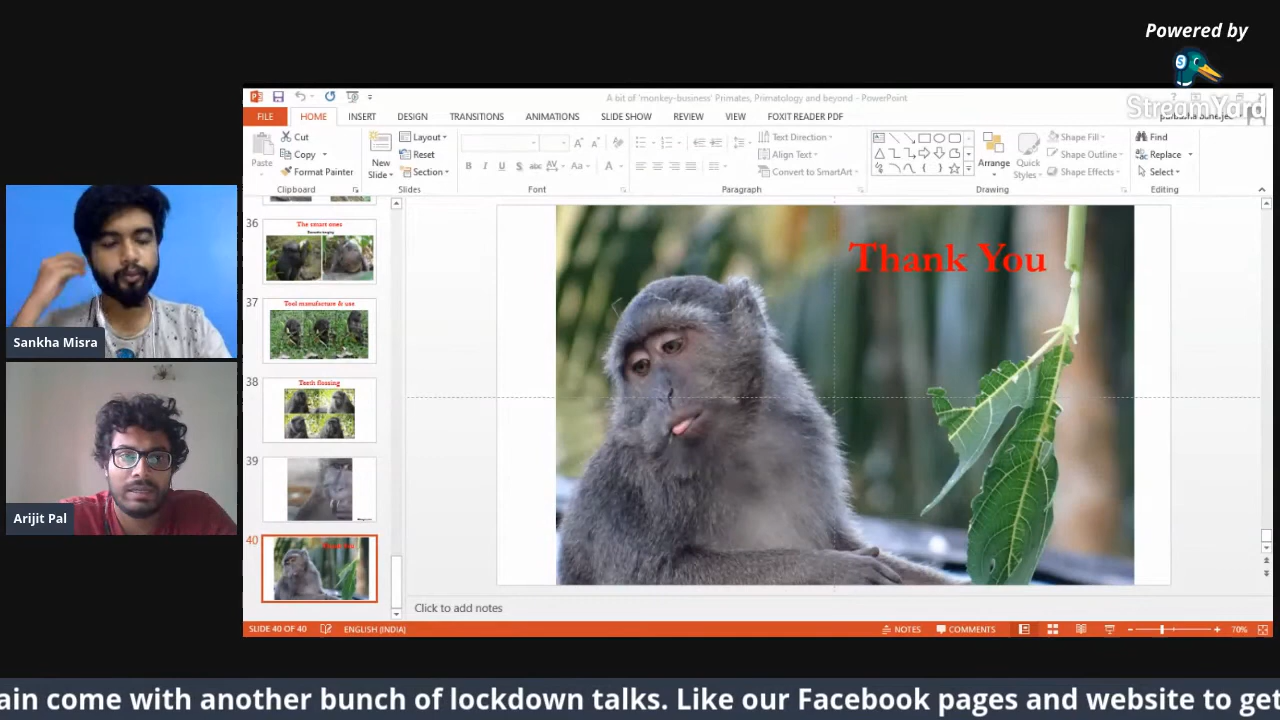 Powered by
StreamYard
A bit of 'monkey-business' Primates, Primatology and beyond - PowerPoint
FILE HOME INSERT DESIGN TRANSITIONS ANIMATIONS SLIDE SHOW REVIEW VIEW FOXIT READER PDF
Paste
Cut
Copy
Format Painter
Clipboard
New Slide
Layout
Reset
Section
Slides
B I U S abc AV Aa A
Font
Text Direction
Align Text
Convert to SmartArt
Paragraph
Arrange
Quick Styles
Shape Fill
Shape Outline
Shape Effects
Drawing
Find
Replace
Select
Editing
36
The smart ones
37
Tool manufacture & use
38
Teeth flossing
39
40
Thank You
Click to add notes
SLIDE 40 OF 40 ENGLISH (INDIA) NOTES COMMENTS 70%
Sankha Misra
Arijit Pal
ain come with another bunch of lockdown talks. Like our Facebook pages and website to get